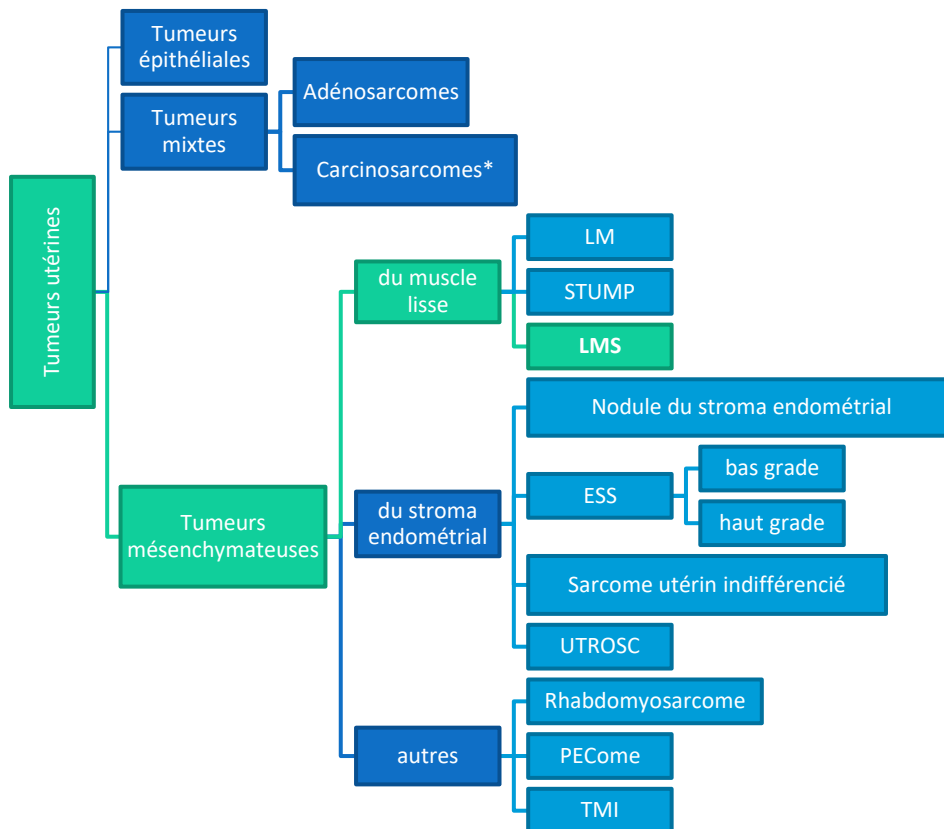 Tumeurs utérines
Tumeurs
épithéliales
Tumeurs
mixtes
Adénosarcomes
Carcinosarcomes*
Tumeurs
mésenchymateuses
du muscle
lisse
LM
STUMP
LMS
du stroma
endométrial
Nodule du stroma endométrial
ESS
bas grade
haut grade
Sarcome utérin indifférencié
UTROSC
autres
Rhabdomyosarcome
PECome
TMI